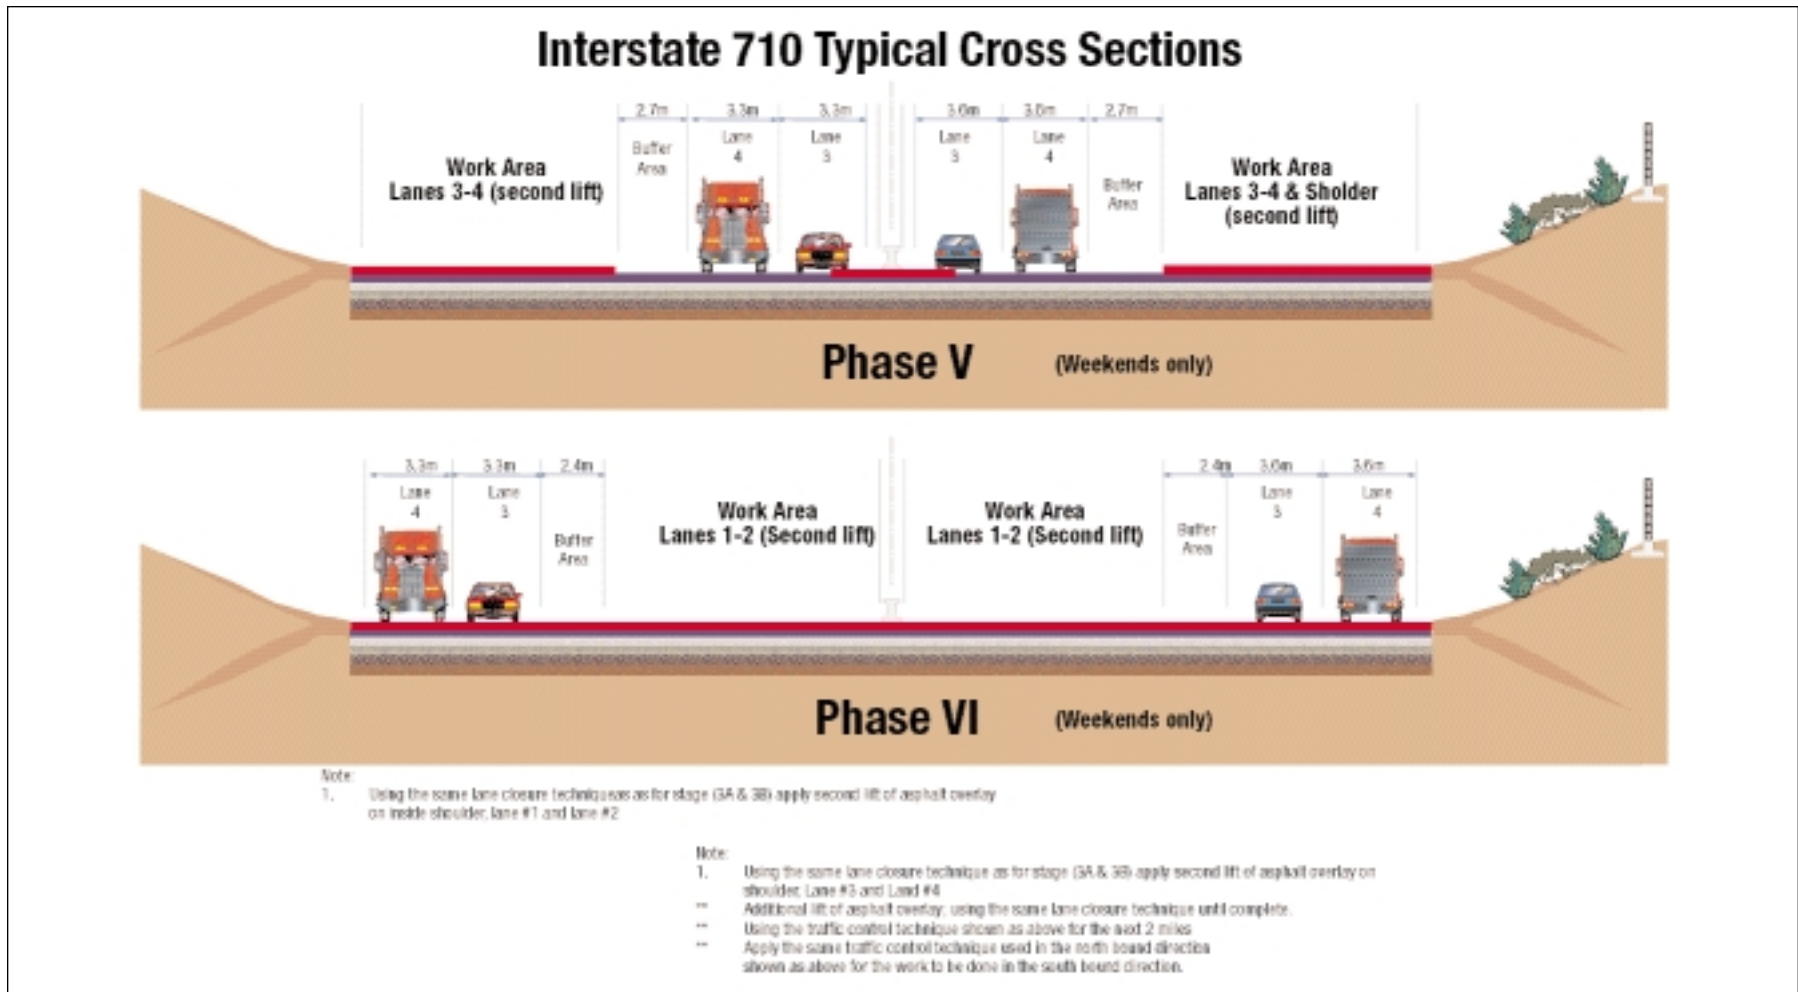 Interstate 710 Typical Cross Sections
2.7m 3.3m 3.3m 3.6m 3.6m 2.7m
Buffer Area
Lane 4
Lane 3
Lane 3
Lane 4
Buffer Area
Work Area
Lanes 3-4 (second lift)
Work Area
Lanes 3-4 & Sholder
(second lift)
Phase V (Weekends only)
3.3m 3.3m 2.4m 2.4m 3.6m 3.6m
Lane 4
Lane 3
Buffer Area
Work Area
Lanes 1-2 (Second lift)
Work Area
Lanes 1-2 (Second lift)
Buffer Area
Lane 3
Lane 4
Phase VI (Weekends only)
Note:
1. Using the same lane closure techniqueas as for stage (3A & 3B) apply second lift of asphalt overlay
on inside shoulder, lane #1 and lane #2
Note:
1. Using the same lane closure technique as for stage (3A & 3B) apply second lift of asphalt overlay on
shoulder, Lane #3 and Land #4
** Additional lift of asphalt overlay; using the same lane closure technique until complete.
** Using the traffic control technique shown as above for the next 2 miles
** Apply the same traffic control technique used in the north bound direction
shown as above for the work to be done in the south bound direction.